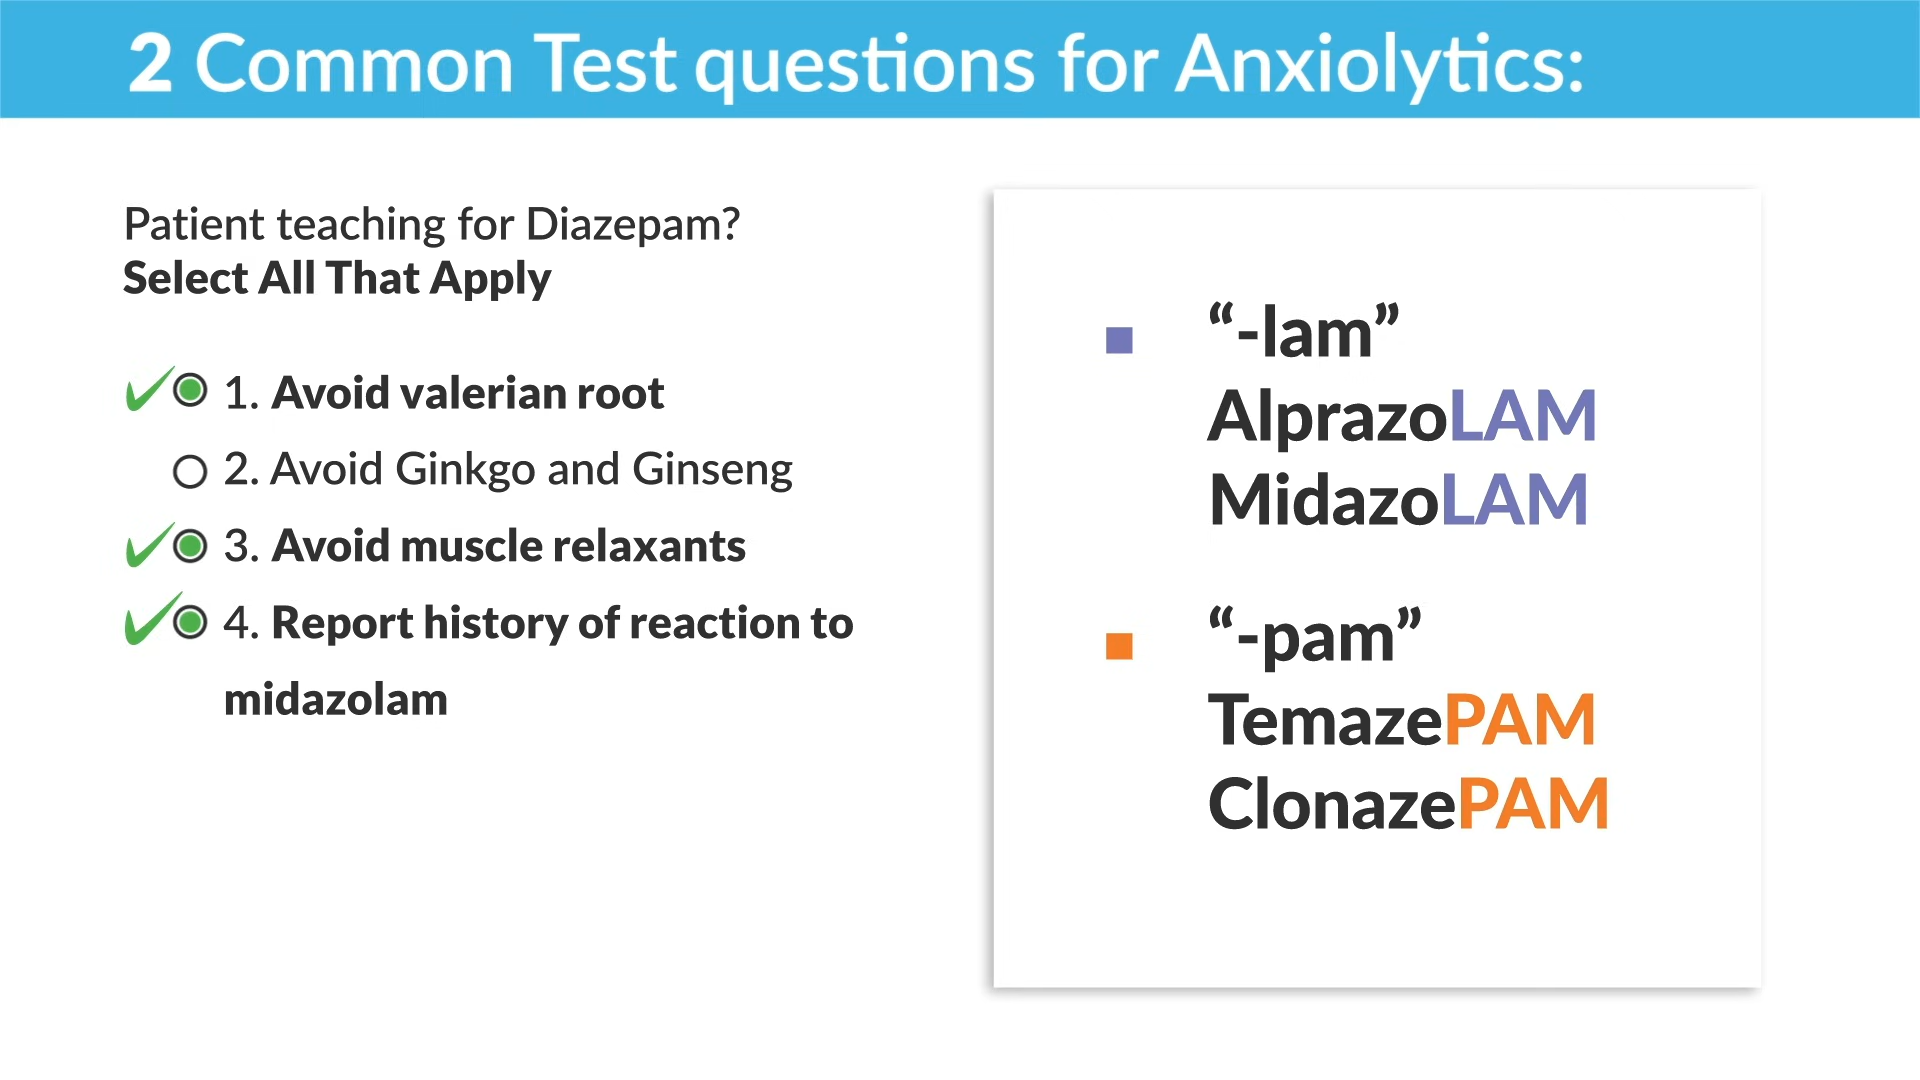 2 Common Test questions for Anxiolytics:
Patient teaching for Diazepam?
Select All That Apply
1. Avoid valerian root
2. Avoid Ginkgo and Ginseng
3. Avoid muscle relaxants
4. Report history of reaction to
midazolam
“-lam”
AlprazoLAM
MidazoLAM
“-pam”
TemazePAM
ClonazePAM